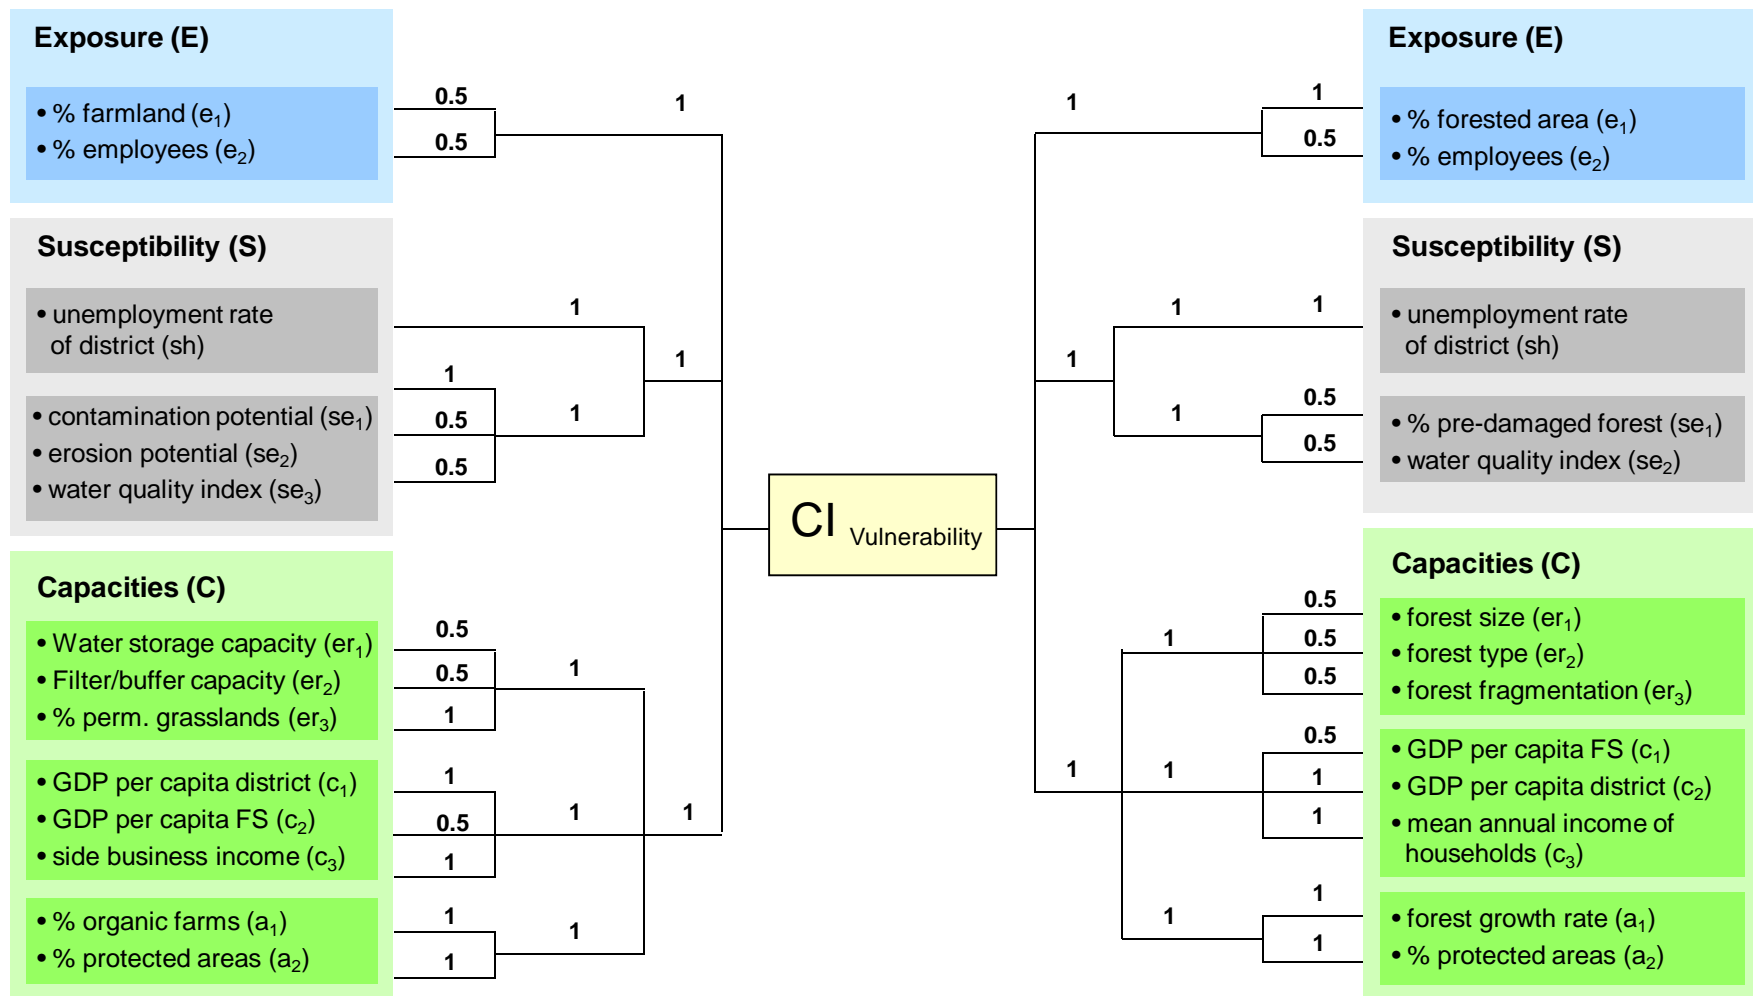 Exposure (E)
• % farmland (e1)
• % employees (e2)
Susceptibility (S)
• unemployment rate
of district (sh)
• contamination potential (se1)
• erosion potential (se2)
• water quality index (se3)
Capacities (C)
• Water storage capacity (er1)
• Filter/buffer capacity (er2)
• % perm. grasslands (er3)
• GDP per capita district (c1)
• GDP per capita FS (c2)
• side business income (c3)
• % organic farms (a1)
• % protected areas (a2)
0.5
0.5
1
1
1
0.5
0.5
1
1
0.5
0.5
1
1
1
0.5
1
1
1
1
1
1
CI Vulnerability
1
1
0.5
1
1
1
1
0.5
0.5
1
0.5
0.5
0.5
1
1
0.5
1
1
1
1
1
Exposure (E)
• % forested area (e1)
• % employees (e2)
Susceptibility (S)
• unemployment rate
of district (sh)
• % pre-damaged forest (se1)
• water quality index (se2)
Capacities (C)
• forest size (er1)
• forest type (er2)
• forest fragmentation (er3)
• GDP per capita FS (c1)
• GDP per capita district (c2)
• mean annual income of
households (c3)
• forest growth rate (a1)
• % protected areas (a2)